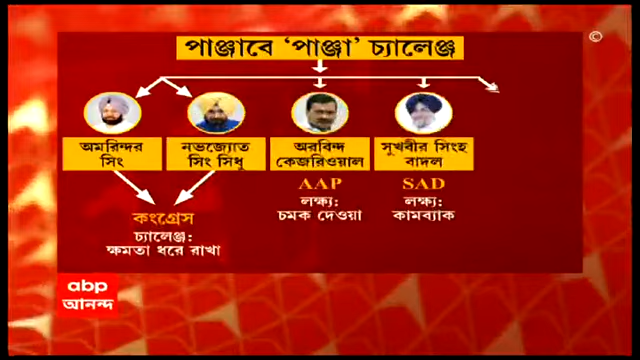 পাঞ্জাবে ‘পাঞ্জা’ চ্যালেঞ্জ
©
অমরিন্দর
সিং
নভজ্যোত
সিং সিধু
অরবিন্দ
কেজরিওয়াল
সুখবীর সিংহ
বাদল
কংগ্রেস
চ্যালেঞ্জ:
ক্ষমতা ধরে রাখা
AAP
লক্ষ্য:
চমক দেওয়া
SAD
লক্ষ্য:
কামব্যাক
abp
আনন্দ